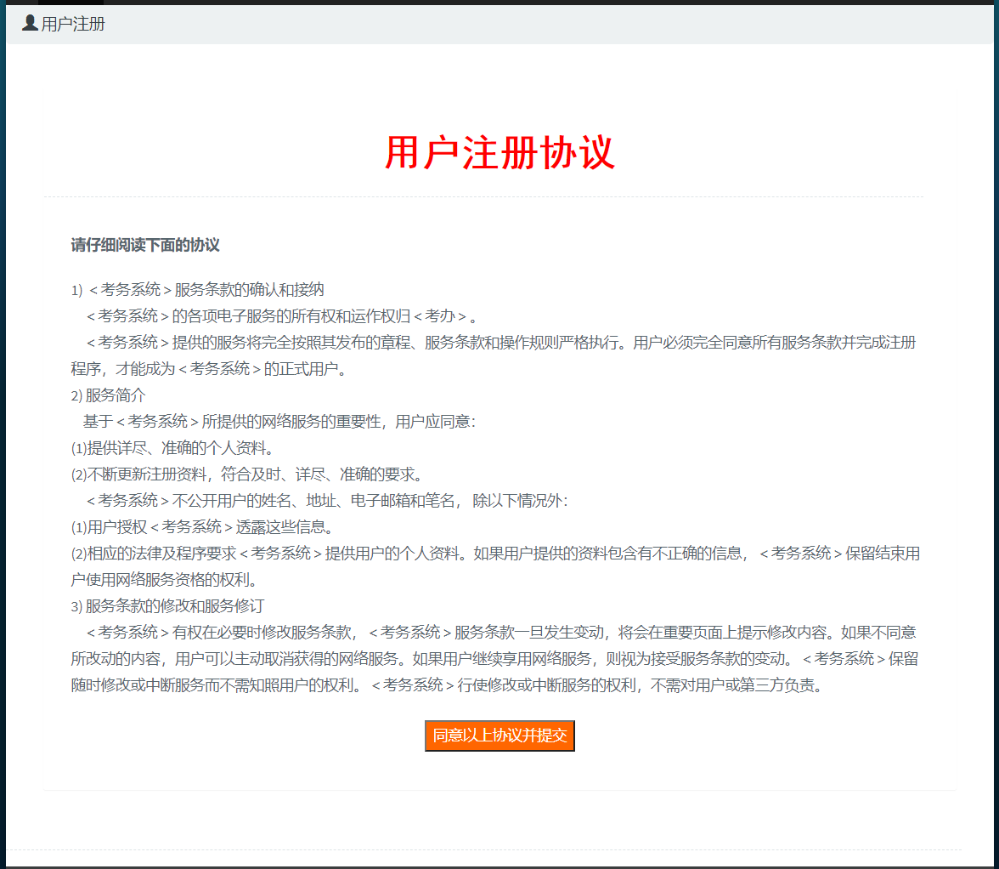 用户注册
用户注册协议
请仔细阅读下面的协议
1) ＜考务系统＞服务条款的确认和接纳
＜考务系统＞的各项电子服务的所有权和运作权归＜考办＞。
＜考务系统＞提供的服务将完全按照其发布的章程、服务条款和操作规则严格执行。用户必须完全同意所有服务条款并完成注册
程序，才能成为＜考务系统＞的正式用户。
2) 服务简介
基于＜考务系统＞所提供的网络服务的重要性，用户应同意：
(1)提供详尽、准确的个人资料。
(2)不断更新注册资料，符合及时、详尽、准确的要求。
＜考务系统＞不公开用户的姓名、地址、电子邮箱和笔名， 除以下情况外：
(1)用户授权＜考务系统＞透露这些信息。
(2)相应的法律及程序要求＜考务系统＞提供用户的个人资料。如果用户提供的资料包含有不正确的信息，＜考务系统＞保留结束用
户使用网络服务资格的权利。
3) 服务条款的修改和服务修订
＜考务系统＞有权在必要时修改服务条款，＜考务系统＞服务条款一旦发生变动，将会在重要页面上提示修改内容。如果不同意
所改动的内容，用户可以主动取消获得的网络服务。如果用户继续享用网络服务，则视为接受服务条款的变动。＜考务系统＞保留
随时修改或中断服务而不需知照用户的权利。＜考务系统＞行使修改或中断服务的权利，不需对用户或第三方负责。
同意以上协议并提交